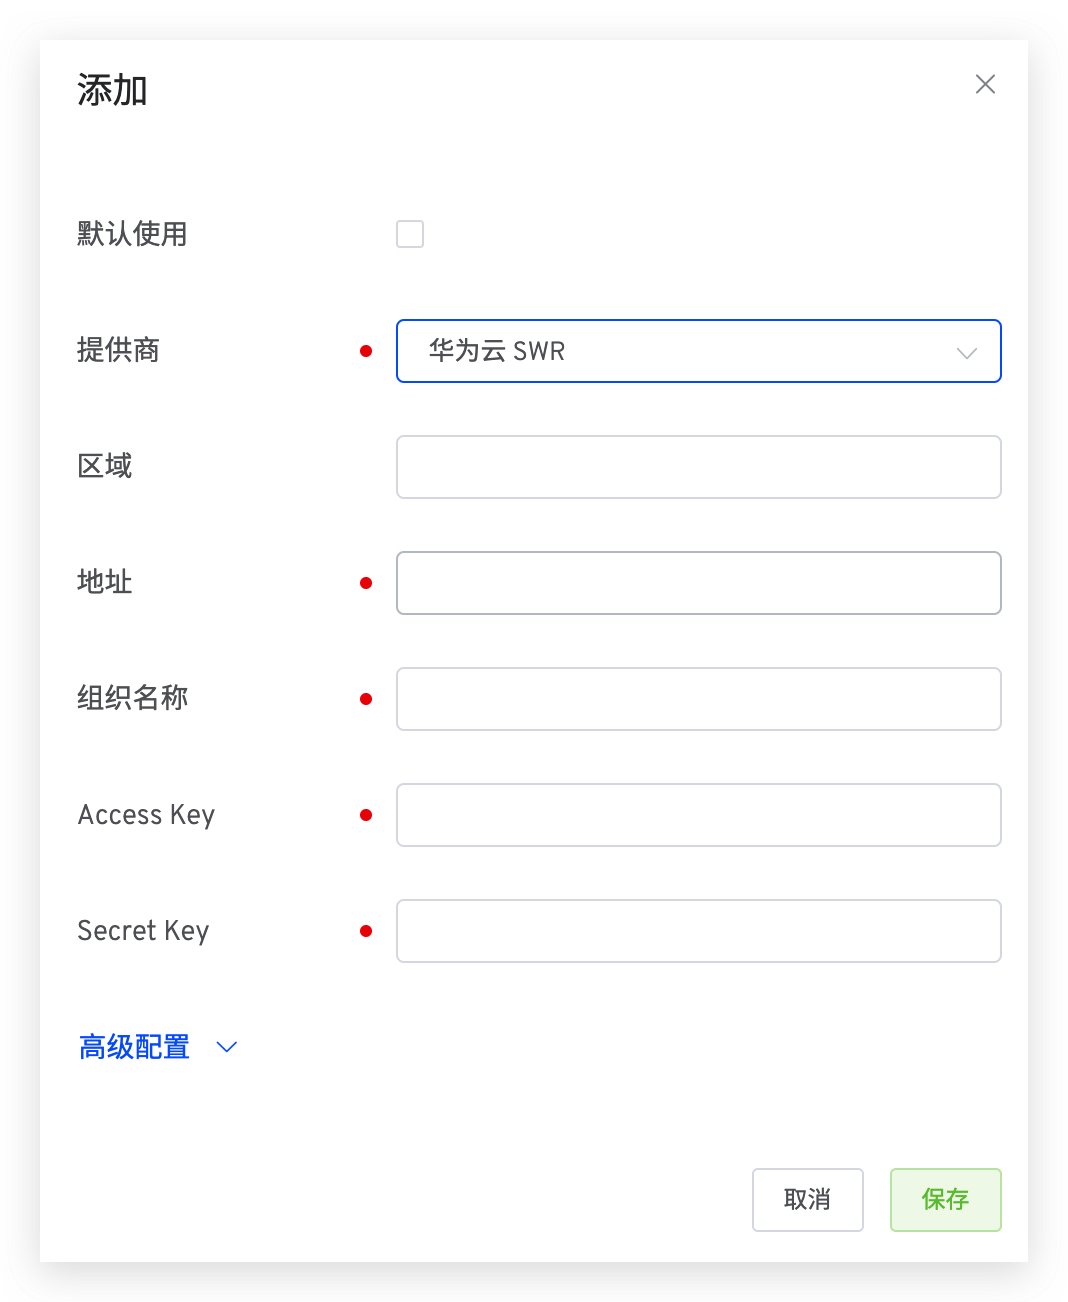 添加
默认使用
提供商
华为云 SWR
区域
地址
组织名称
Access Key
Secret Key
高级配置
取消
保存